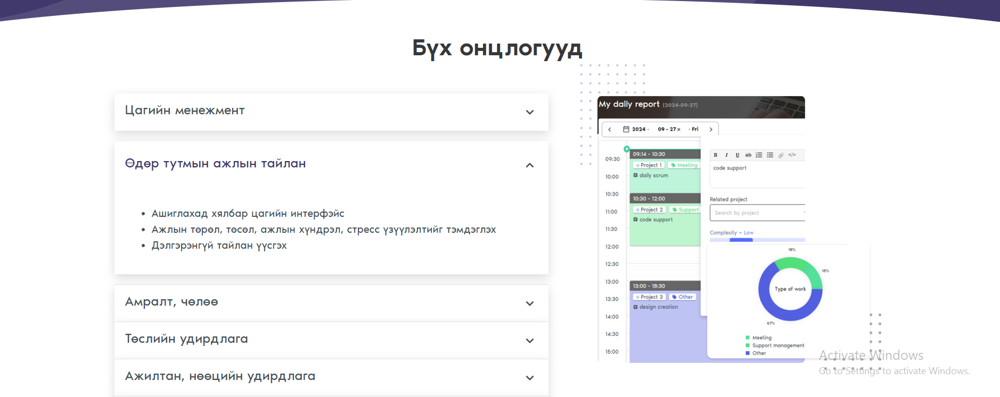 Бүх онцлогууд
Цагийн менежмент
Өдөр тутмын ажлын тайлан
Ашиглахад хялбар цагийн интерфэйс
Ажлын төрөл, төсөл, ажлын хүндрэл, стресс үзүүлэлтийг тэмдэглэх
Дэлгэрэнгүй тайлан үүсгэх
Амралт, чөлөө
Төслийн удирдлага
Ажилтан, нөөцийн удирдлага
My daily report (2024-09-27)
2024 - 09 - 27 × · Fri
09:30
10:00
10:30
11:00
11:30
12:00
12:30
13:00
13:30
14:00
14:30
15:00
09:14 - 10:30
Project 1 Meeting
daily scrum
10:30 - 12:00
Project 2 Support
code support
13:00 - 18:30
Project 3 Other
design creation
B I U ab </>
code support
Related project
Search by project
Complexity – Low
18%
15%
Type of work
67%
Meeting
Support management
Other
Activate Windows
Go to Settings to activate Windows.